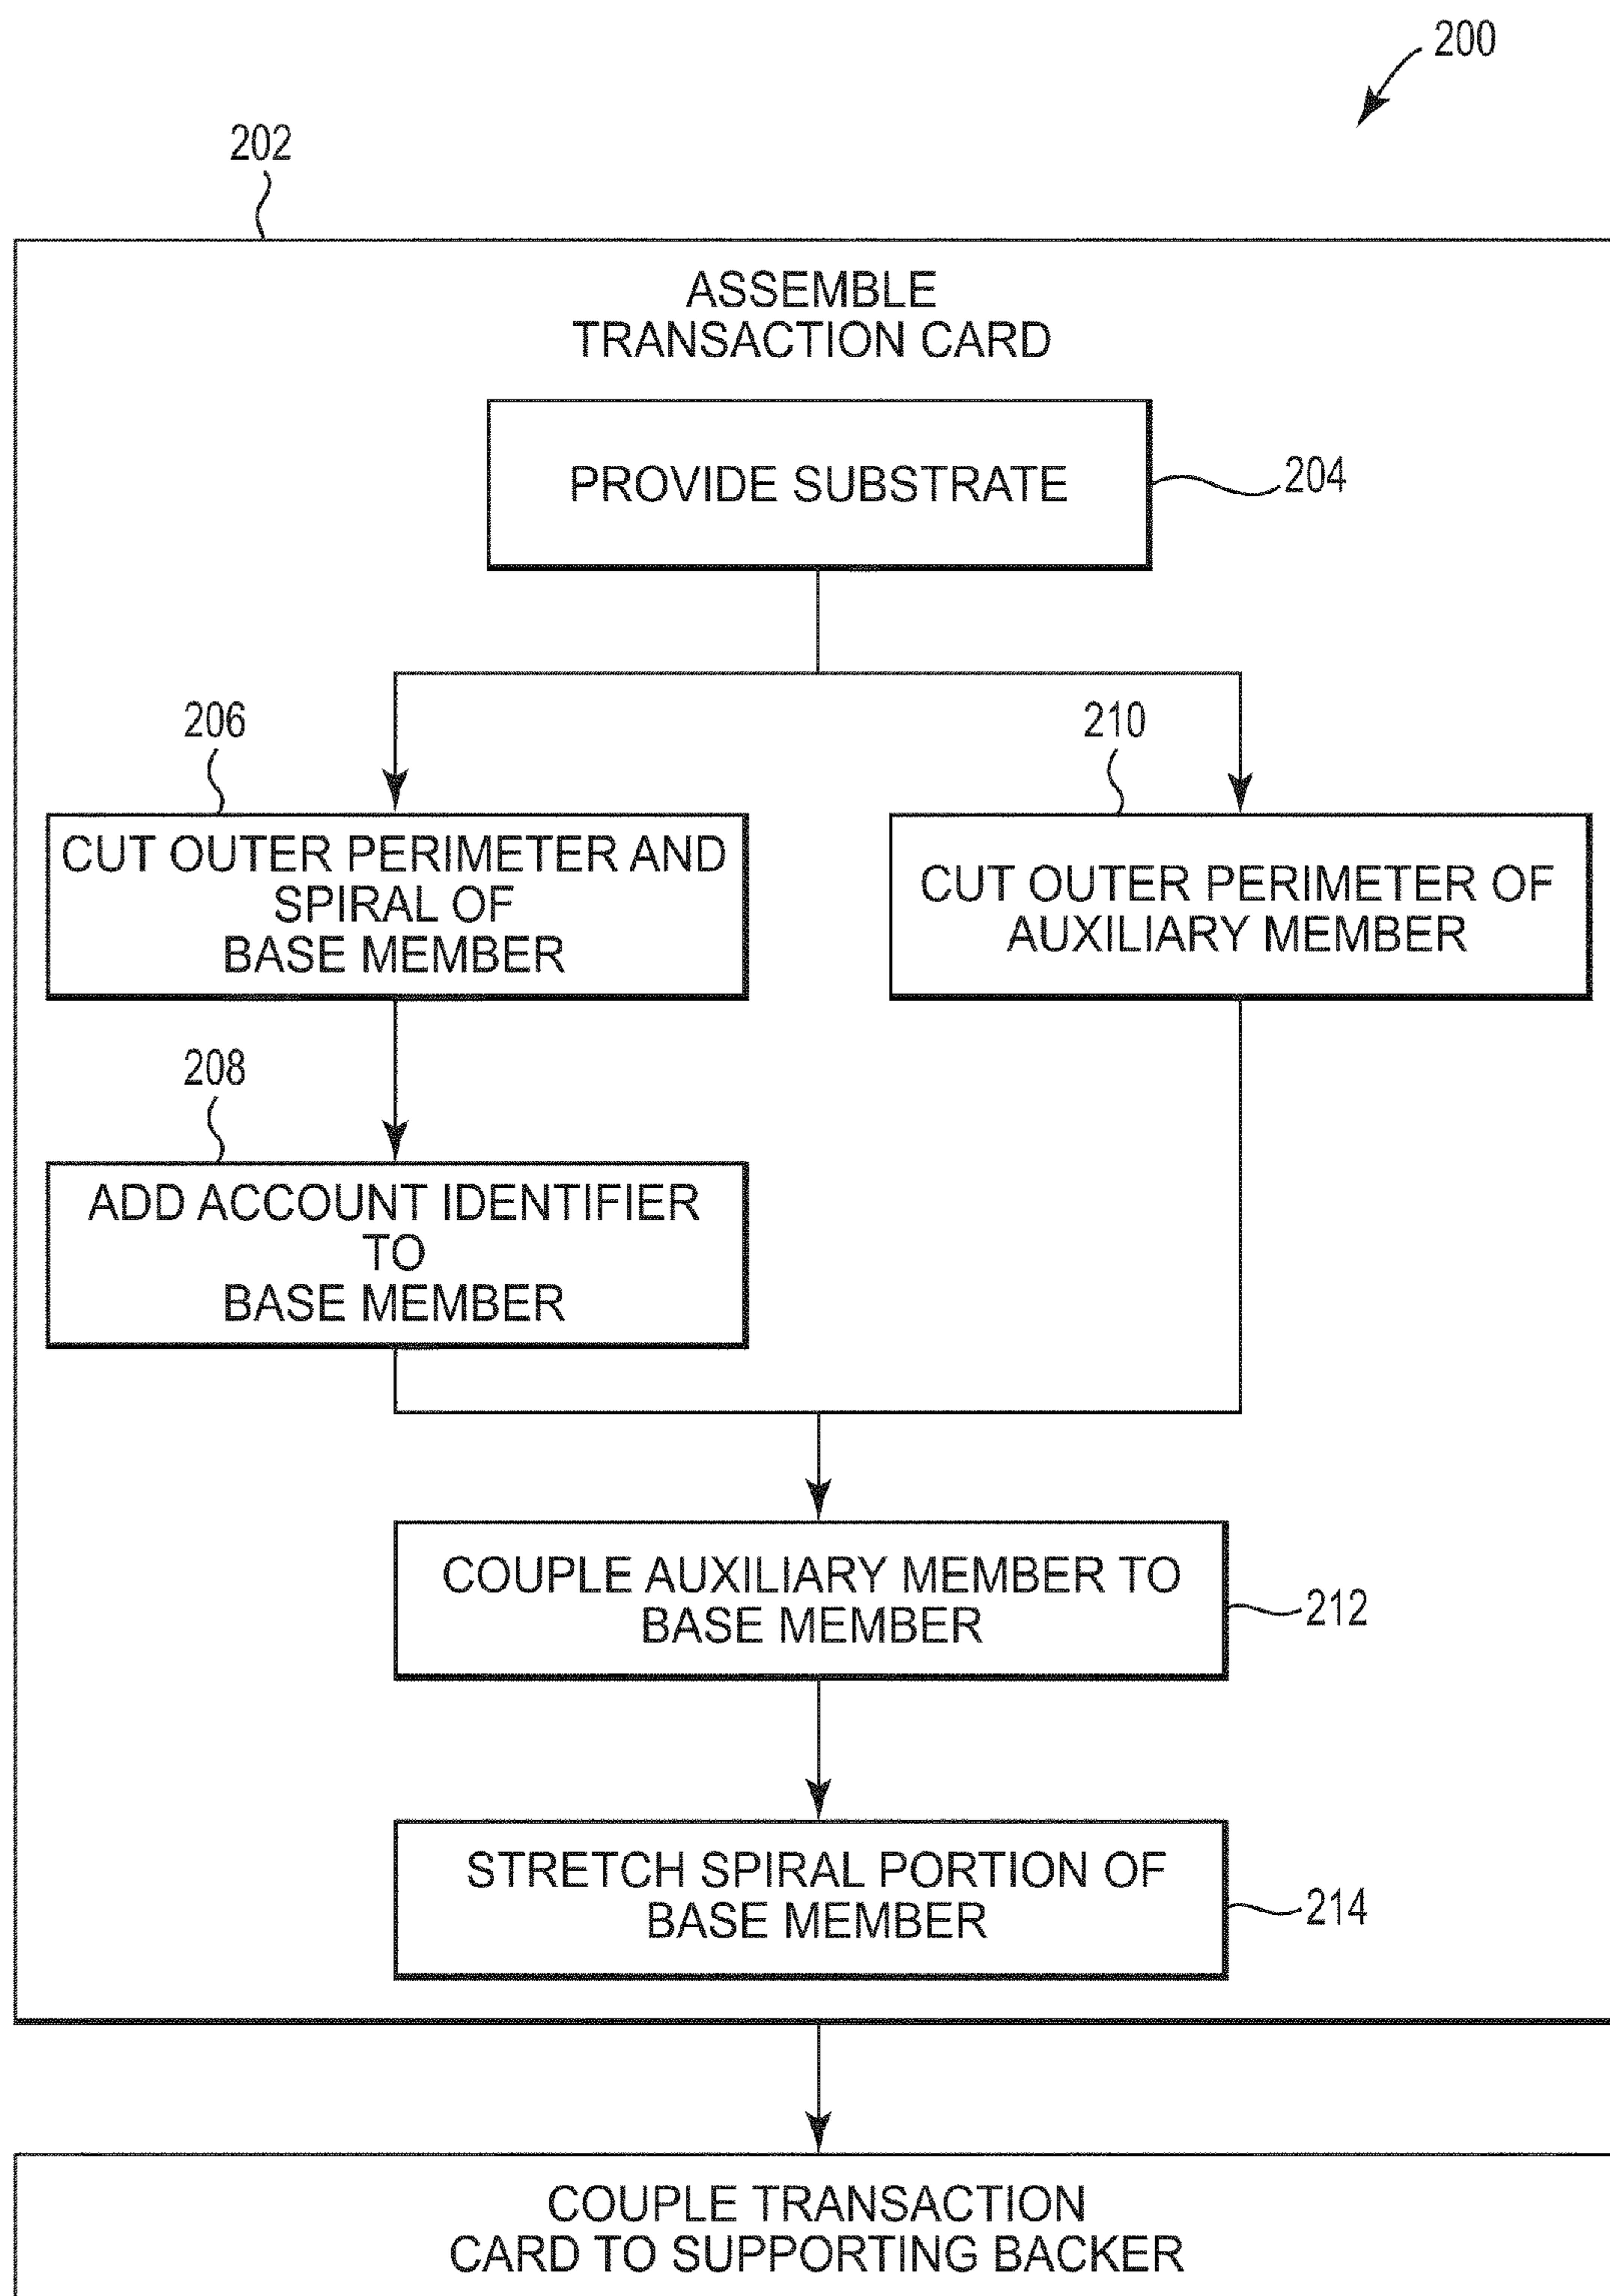 200
202
ASSEMBLE
TRANSACTION CARD
PROVIDE SUBSTRATE
204
206
210
CUT OUTER PERIMETER AND
SPIRAL OF
BASE MEMBER
CUT OUTER PERIMETER OF
AUXILIARY MEMBER
208
ADD ACCOUNT IDENTIFIER
TO
BASE MEMBER
COUPLE AUXILIARY MEMBER TO
BASE MEMBER
212
STRETCH SPIRAL PORTION OF
BASE MEMBER
214
COUPLE TRANSACTION
CARD TO SUPPORTING BACKER